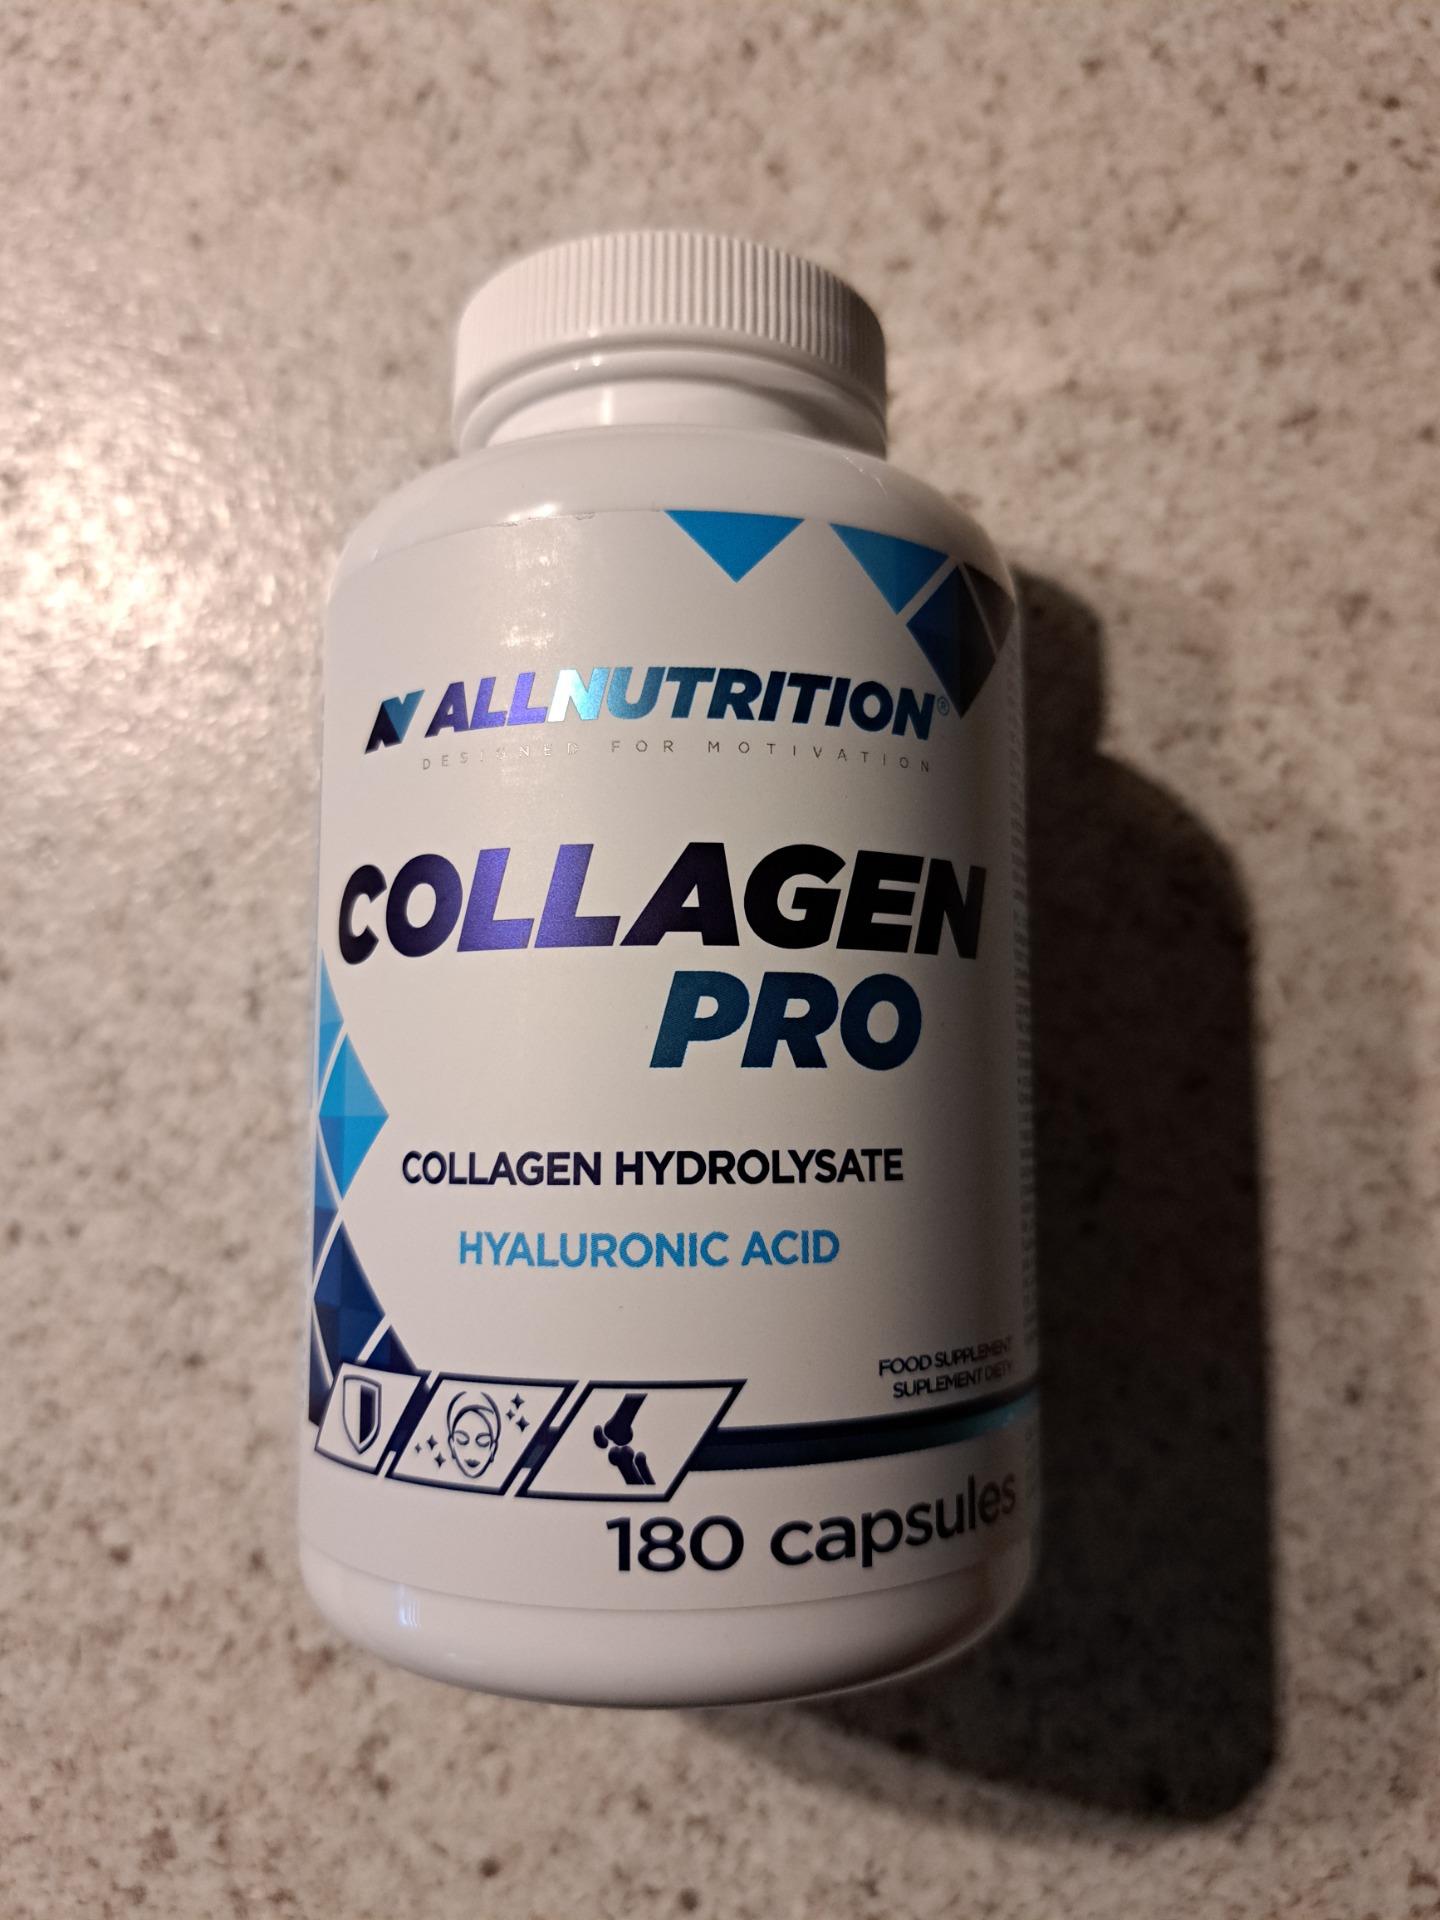 ALLNUTRITION®
DESIGNED FOR MOTIVATION
COLLAGEN
PRO
COLLAGEN HYDROLYSATE
HYALURONIC ACID
FOOD SUPPLEMENT
SUPLEMENT DIETY
180 capsules